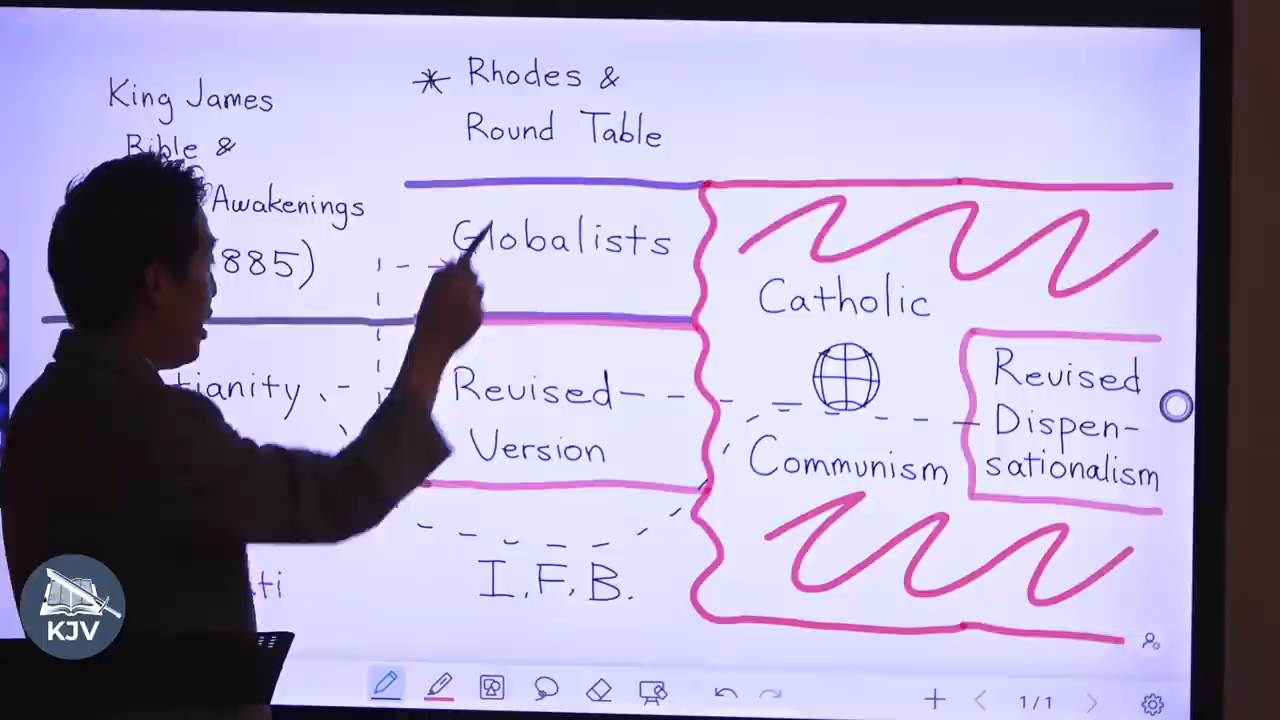 King James
Bible &
Awakenings
885)
tianity
ti
* Rhodes &
Round Table
Globalists
Revised
Version
I.F.B.
Catholic
Communism
Revised
Dispen-
sationalism
KJV
1/1